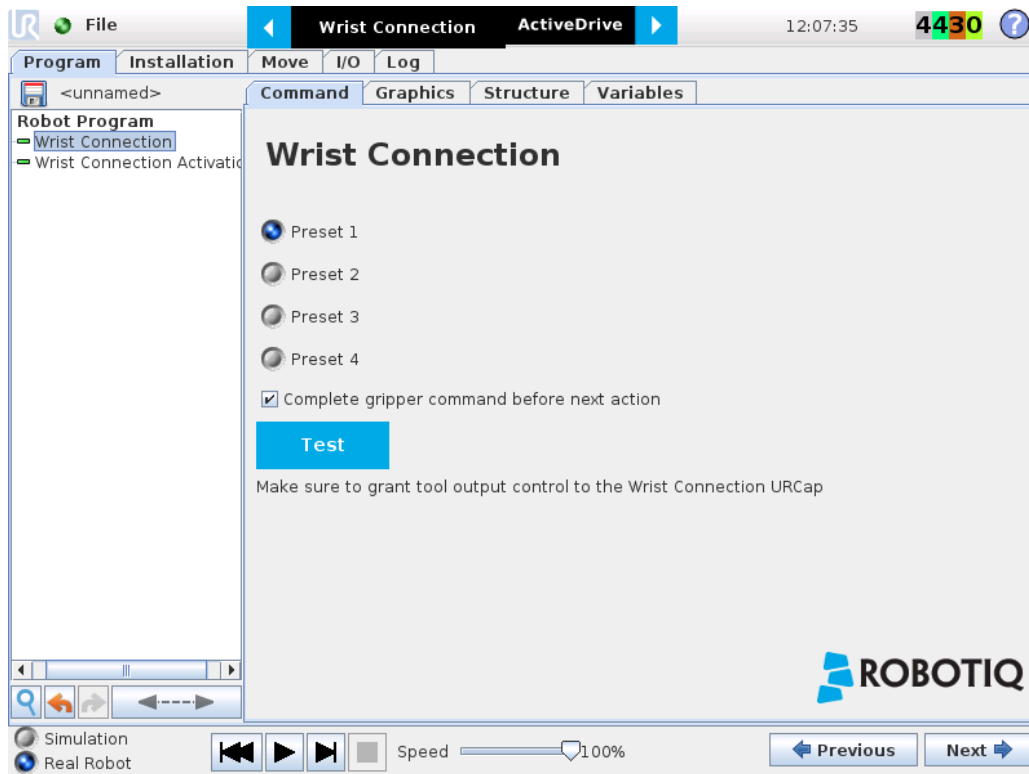 UR File Wrist Connection ActiveDrive 12:07:35 4430 ?
Program Installation Move I/O Log
<unnamed> Command Graphics Structure Variables
Robot Program
Wrist Connection
Wrist Connection Activatio
Wrist Connection
Preset 1
Preset 2
Preset 3
Preset 4
Complete gripper command before next action
Test
Make sure to grant tool output control to the Wrist Connection URCap
ROBOTIQ
Simulation
Real Robot
Speed 100% Previous Next